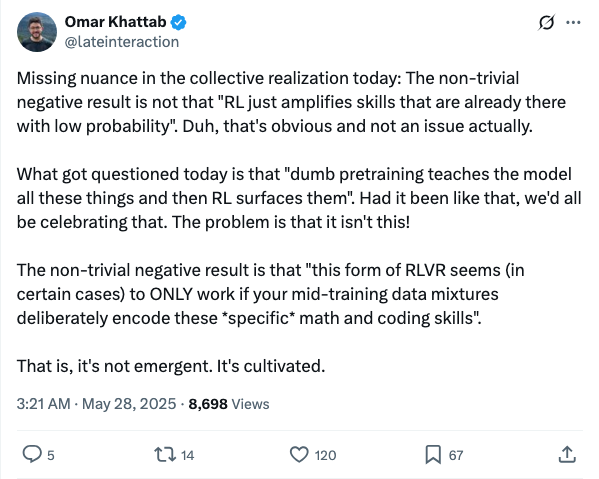 Omar Khattab
@lateinteraction
Missing nuance in the collective realization today: The non-trivial
negative result is not that "RL just amplifies skills that are already there
with low probability". Duh, that's obvious and not an issue actually.
What got questioned today is that "dumb pretraining teaches the model
all these things and then RL surfaces them". Had it been like that, we'd all
be celebrating that. The problem is that it isn't this!
The non-trivial negative result is that "this form of RLVR seems (in
certain cases) to ONLY work if your mid-training data mixtures
deliberately encode these *specific* math and coding skills".
That is, it's not emergent. It's cultivated.
3:21 AM · May 28, 2025 · 8,698 Views
5 14 120 67